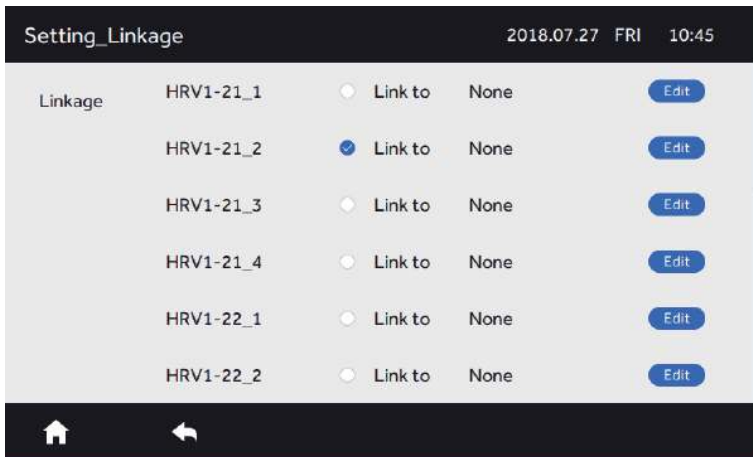 Setting_Linkage 2018.07.27 FRI 10:45
Linkage HRV1-21_1 Link to None Edit
HRV1-21_2 Link to None Edit
HRV1-21_3 Link to None Edit
HRV1-21_4 Link to None Edit
HRV1-22_1 Link to None Edit
HRV1-22_2 Link to None Edit